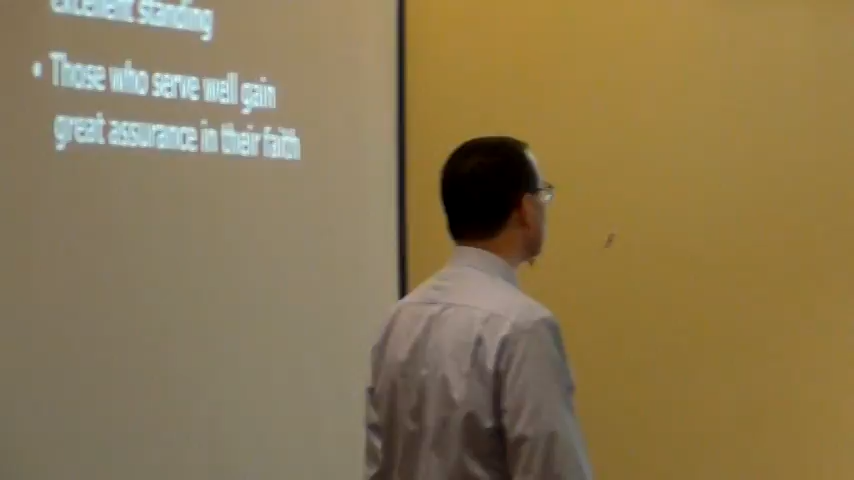 excellent standing
• Those who serve well gain
great assurance in their faith